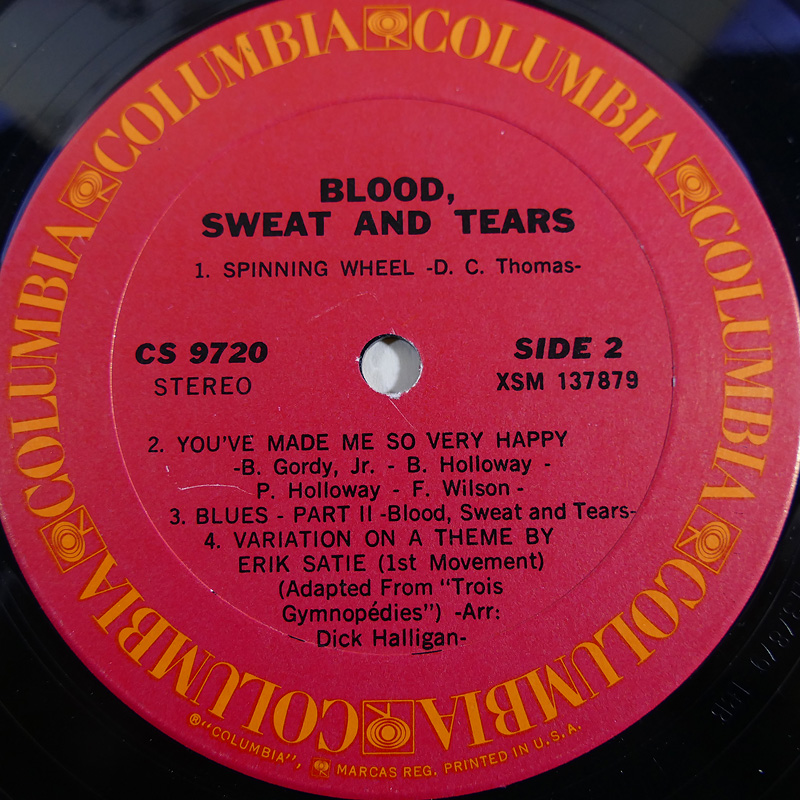 COLUMBIA COLUMBIA COLUMBIA COLUMBIA COLUMBIA COLUMBIA COLUMBIA COLUMBIA
BLOOD,
SWEAT AND TEARS
1. SPINNING WHEEL -D. C. Thomas-
CS 9720 SIDE 2
STEREO XSM 137879
2. YOU'VE MADE ME SO VERY HAPPY
-B. Gordy, Jr. - B. Holloway -
P. Holloway - F. Wilson -
3. BLUES - PART II -Blood, Sweat and Tears-
4. VARIATION ON A THEME BY
ERIK SATIE (1st Movement)
(Adapted From "Trois
Gymnopédies") -Arr:
Dick Halligan-
®"COLUMBIA", MARCAS REG. PRINTED IN U.S.A.